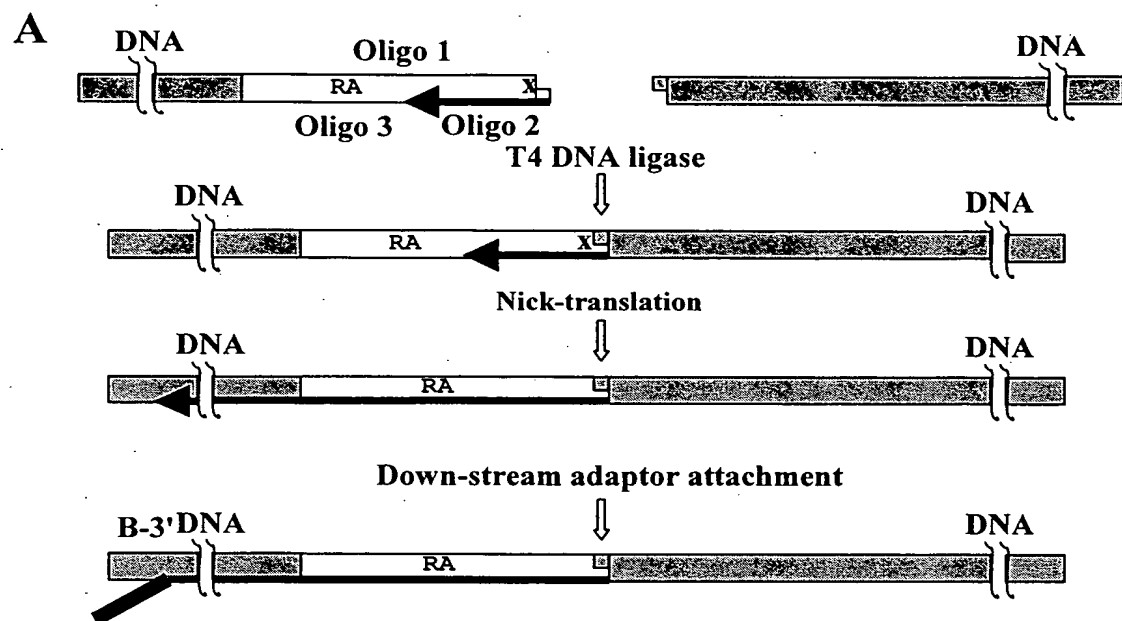 A
DNA
Oligo 1
DNA
RA
X
x
Oligo 3
Oligo 2
T4 DNA ligase
DNA
DNA
RA
X
Nick-translation
DNA
DNA
RA
Down-stream adaptor attachment
B-3'
DNA
DNA
RA